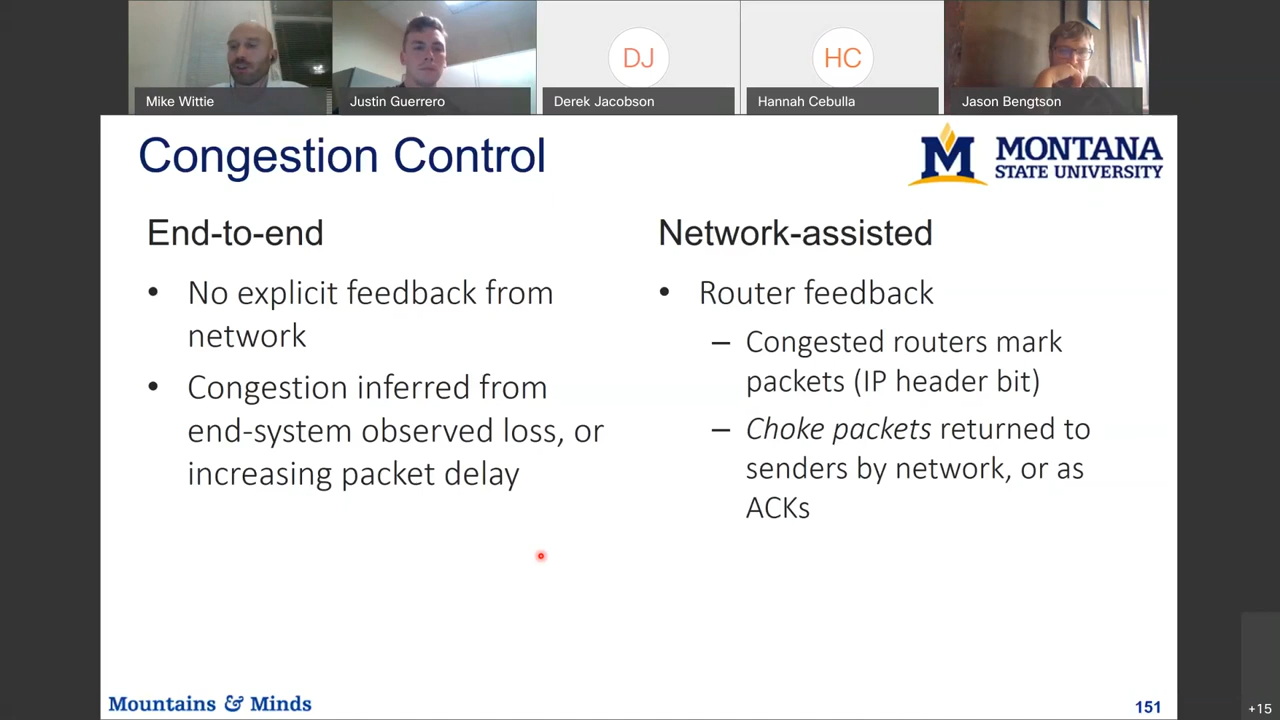 DJ
HC
Mike Wittie
Justin Guerrero
Derek Jacobson
Hannah Cebulla
Jason Bengtson
Congestion Control
M MONTANA
STATE UNIVERSITY
End-to-end
• No explicit feedback from
network
• Congestion inferred from
end-system observed loss, or
increasing packet delay
Network-assisted
• Router feedback
– Congested routers mark
packets (IP header bit)
– Choke packets returned to
senders by network, or as
ACKs
Mountains & Minds
151
+15